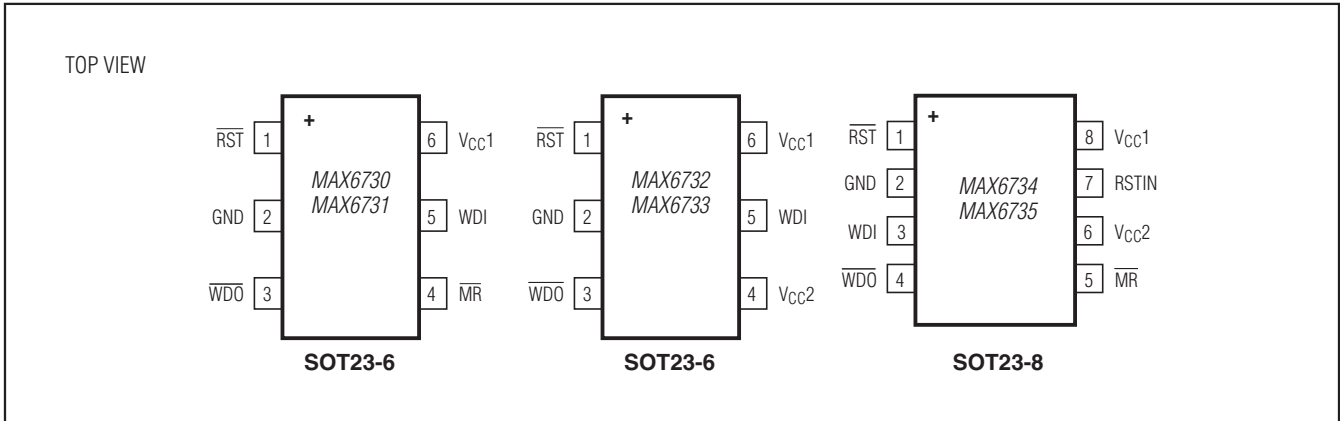 TOP VIEW
+
RST 1
6 VCC1
MAX6730
MAX6731
GND 2
5 WDI
WDO 3
4 MR
SOT23-6
+
RST 1
6 VCC1
MAX6732
MAX6733
GND 2
5 WDI
WDO 3
4 VCC2
SOT23-6
+
RST 1
8 VCC1
GND 2
7 RSTIN
MAX6734
MAX6735
WDI 3
6 VCC2
WDO 4
5 MR
SOT23-8